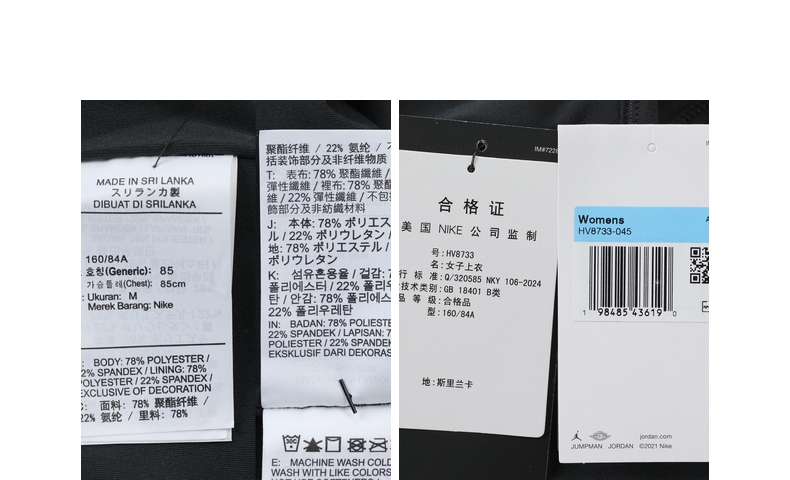 MADE IN SRI LANKA
スリランカ製
DIBUAT DI SRILANKA
160/84A
호칭(Generic): 85
가슴둘레(Chest): 85cm
Ukuran: M
Merek Barang: Nike
BODY: 78% POLYESTER /
22% SPANDEX / LINING: 78%
POLYESTER / 22% SPANDEX /
EXCLUSIVE OF DECORATION
面料: 78% 聚酯纤维 /
22% 氨纶 / 里料: 78%
聚酯纤维 / 22% 氨纶 / 不
括装饰部分及非纤维物质
T: 表布: 78% 聚酯纖維 /
彈性纖維 / 裡布: 78% 聚酯
維 / 22% 彈性纖維 / 不包
飾部分及非紡織材料
J: 本体: 78% ポリエス
ル / 22% ポリウレタン /
地: 78% ポリエステル /
ポリウレタン
K: 섬유혼용율 / 겉감: 7
폴리에스터 / 22% 폴리우
탄 / 안감: 78% 폴리에스
22% 폴리우레탄
IN: BADAN: 78% POLIESTE
22% SPANDEK / LAPISAN: 7
POLIESTER / 22% SPANDEK
EKSKLUSIF DARI DEKORAS
E: MACHINE WASH COLD
WASH WITH LIKE COLORS
IM#722
合格证
美国 NIKE 公司监制
号: HV8733
名: 女子上衣
行 标 准: Q/320585 NKY 106-2024
技术类别: GB 18401 B类
品 等 级: 合格品
型: 160/84A
地: 斯里兰卡
Womens
HV8733-045
1 98485 43619 0
JUMPMAN JORDAN
jordan.com
©2021 Nike